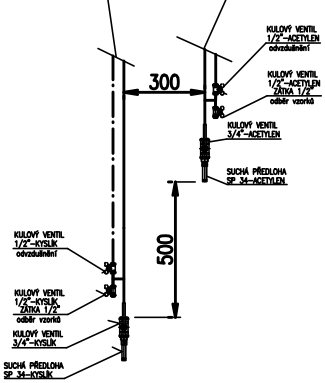 KULOVÝ VENTIL
1/2"-ACETYLEN
odvzdušnění
300
KULOVÝ VENTIL
1/2"-ACETYLEN
ZÁTKA 1/2"
odběr vzorků
KULOVÝ VENTIL
3/4"-ACETYLEN
SUCHÁ PŘEDLOHA
SP 34-ACETYLEN
500
KULOVÝ VENTIL
1/2"-KYSLÍK
odvzdušnění
KULOVÝ VENTIL
1/2"-KYSLÍK
ZÁTKA 1/2"
odběr vzorků
KULOVÝ VENTIL
3/4"-KYSLÍK
SUCHÁ PŘEDLOHA
SP 34-KYSLÍK